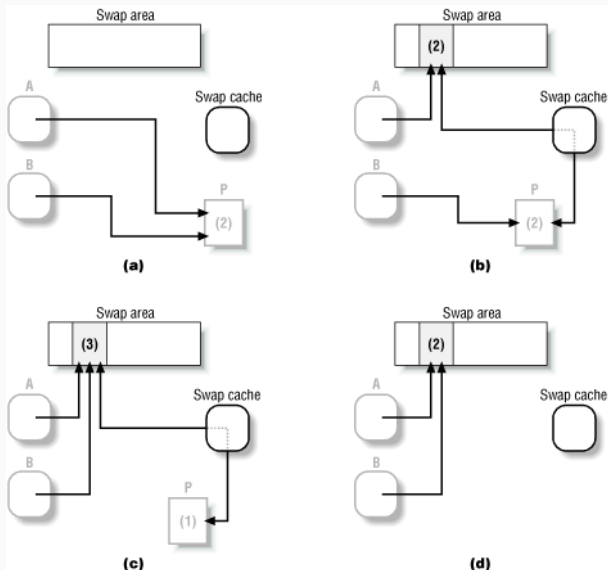 Swap area
A
Swap cache
B
P
(2)
(a)
Swap area
(2)
A
Swap cache
B
P
(2)
(b)
Swap area
(3)
A
Swap cache
B
P
(1)
(c)
Swap area
(2)
A
Swap cache
B
(d)